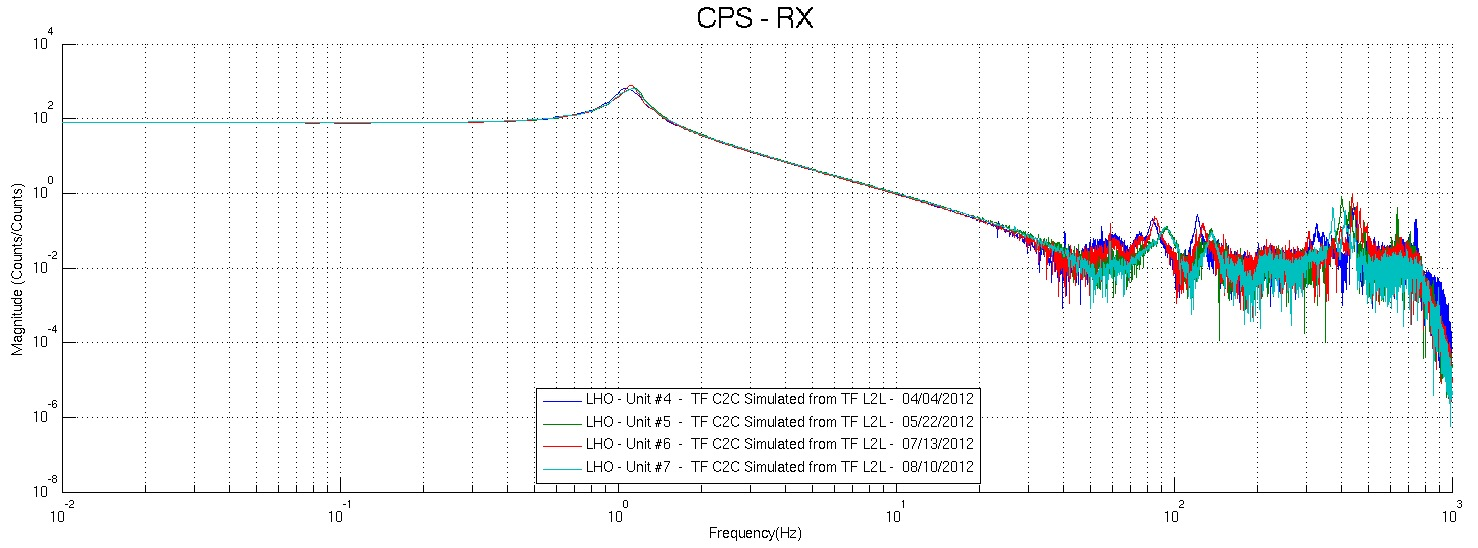 CPS - RX
10^4
10^2
10^0
10^-2
10^-4
10^-6
10^-8
Magnitude (Counts/Counts)
LHO - Unit #4 - TF C2C Simulated from TF L2L - 04/04/2012
LHO - Unit #5 - TF C2C Simulated from TF L2L - 05/22/2012
LHO - Unit #6 - TF C2C Simulated from TF L2L - 07/13/2012
LHO - Unit #7 - TF C2C Simulated from TF L2L - 08/10/2012
10^-2 10^-1 10^0 10^1 10^2 10^3
Frequency(Hz)